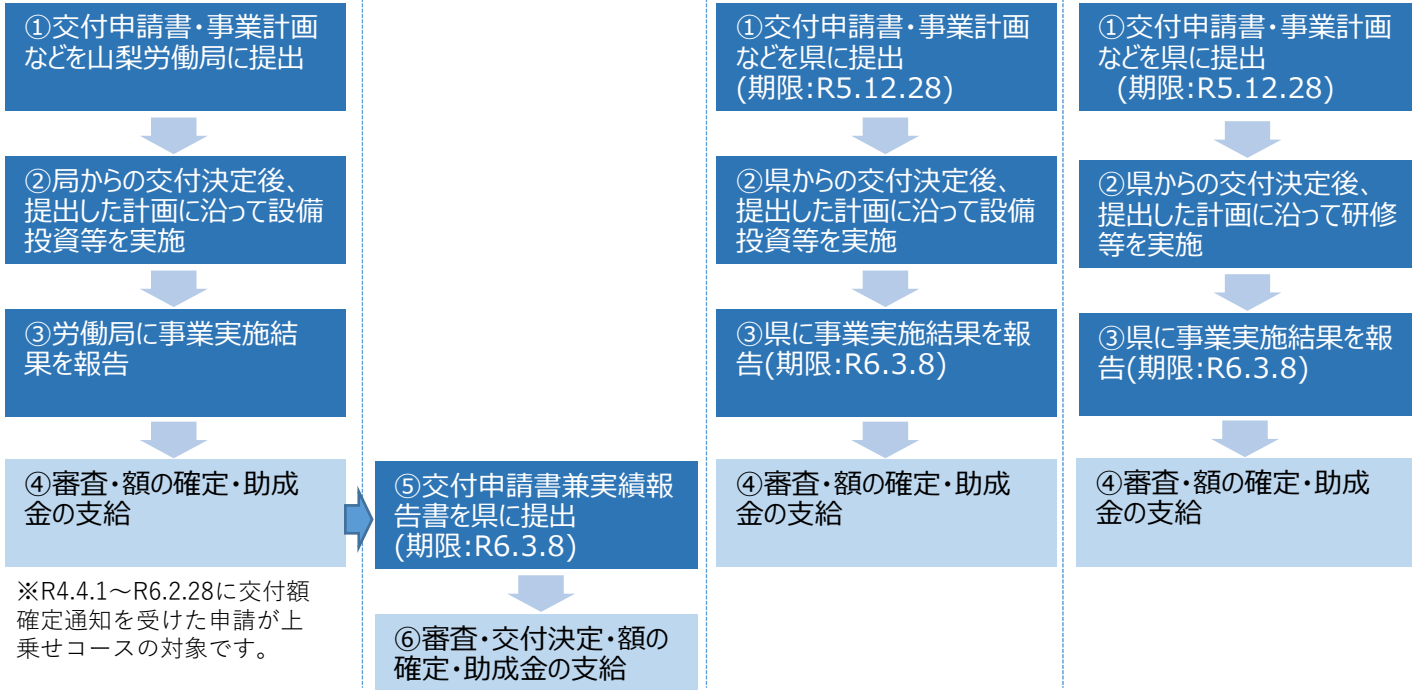 ①交付申請書・事業計画
などを山梨労働局に提出
②局からの交付決定後、
提出した計画に沿って設備
投資等を実施
③労働局に事業実施結
果を報告
④審査・額の確定・助成
金の支給
※R4.4.1～R6.2.28に交付額
確定通知を受けた申請が上
乗せコースの対象です。
⑤交付申請書兼実績報
告書を県に提出
(期限:R6.3.8)
⑥審査・交付決定・額の
確定・助成金の支給
①交付申請書・事業計画
などを県に提出
(期限:R5.12.28)
②県からの交付決定後、
提出した計画に沿って設備
投資等を実施
③県に事業実施結果を報
告(期限:R6.3.8)
④審査・額の確定・助成
金の支給
①交付申請書・事業計画
などを県に提出
(期限:R5.12.28)
②県からの交付決定後、
提出した計画に沿って研修
等を実施
③県に事業実施結果を報
告(期限:R6.3.8)
④審査・額の確定・助成
金の支給